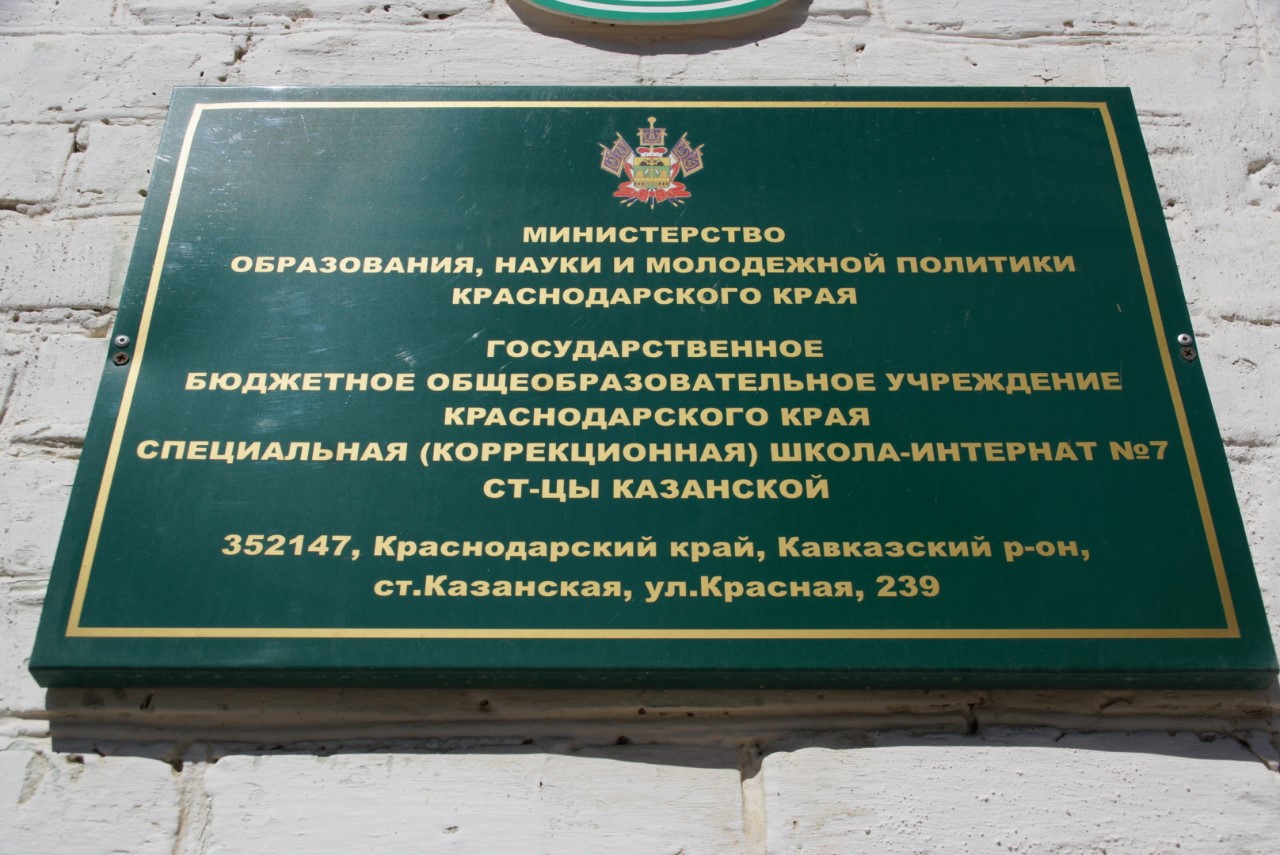 МИНИСТЕРСТВО
ОБРАЗОВАНИЯ, НАУКИ И МОЛОДЕЖНОЙ ПОЛИТИКИ
КРАСНОДАРСКОГО КРАЯ
ГОСУДАРСТВЕННОЕ
БЮДЖЕТНОЕ ОБЩЕОБРАЗОВАТЕЛЬНОЕ УЧРЕЖДЕНИЕ
КРАСНОДАРСКОГО КРАЯ
СПЕЦИАЛЬНАЯ (КОРРЕКЦИОННАЯ) ШКОЛА-ИНТЕРНАТ №7
СТ-ЦЫ КАЗАНСКОЙ
352147, Краснодарский край, Кавказский р-он,
ст.Казанская, ул.Красная, 239